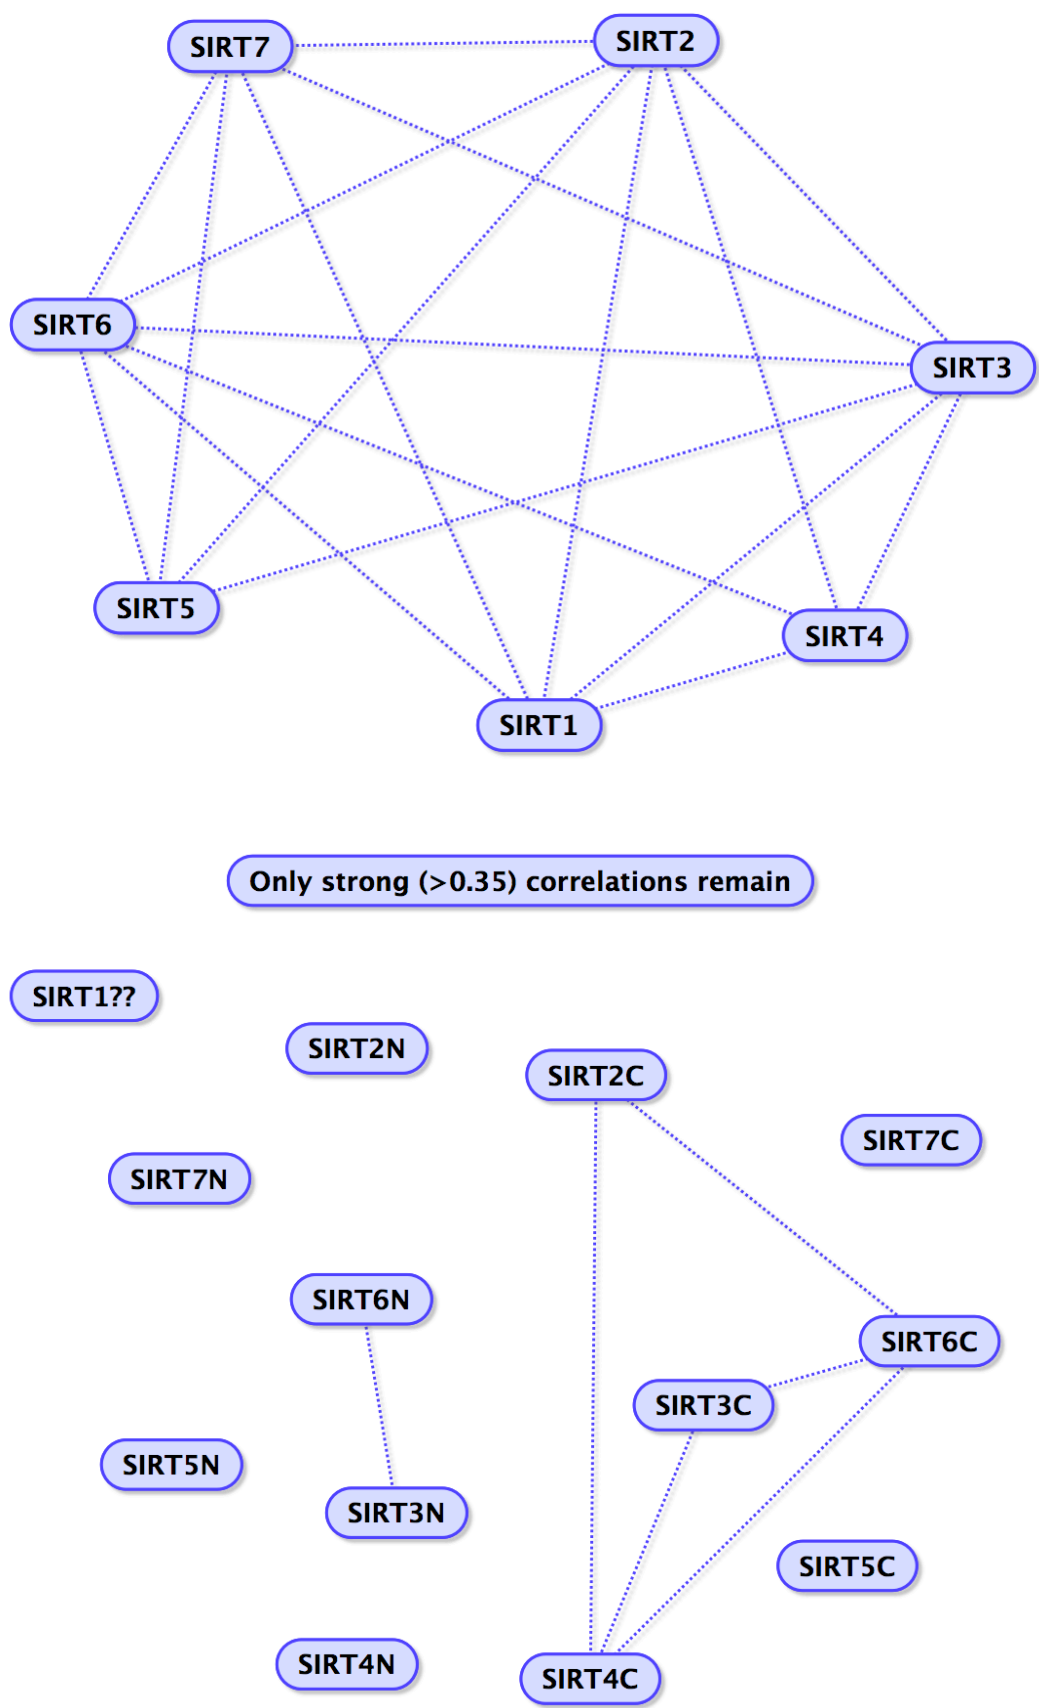 SIRT7
SIRT2
SIRT6
SIRT3
SIRT5
SIRT4
SIRT1
Only strong (>0.35) correlations remain
SIRT1??
SIRT2N
SIRT2C
SIRT7C
SIRT7N
SIRT6N
SIRT6C
SIRT3C
SIRT5N
SIRT3N
SIRT5C
SIRT4N
SIRT4C